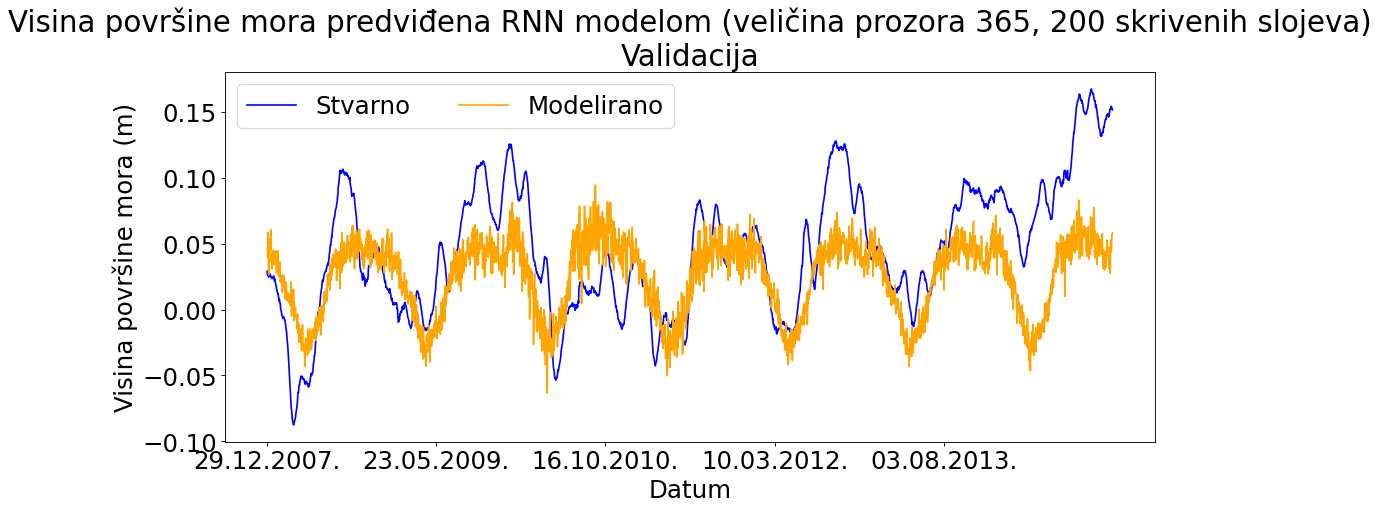 Visina površine mora predviđena RNN modelom (veličina prozora 365, 200 skrivenih slojeva)
Validacija
Stvarno
Modelirano
Visina površine mora (m)
0.15
0.10
0.05
0.00
−0.05
−0.10
29.12.2007.
23.05.2009.
16.10.2010.
10.03.2012.
03.08.2013.
Datum